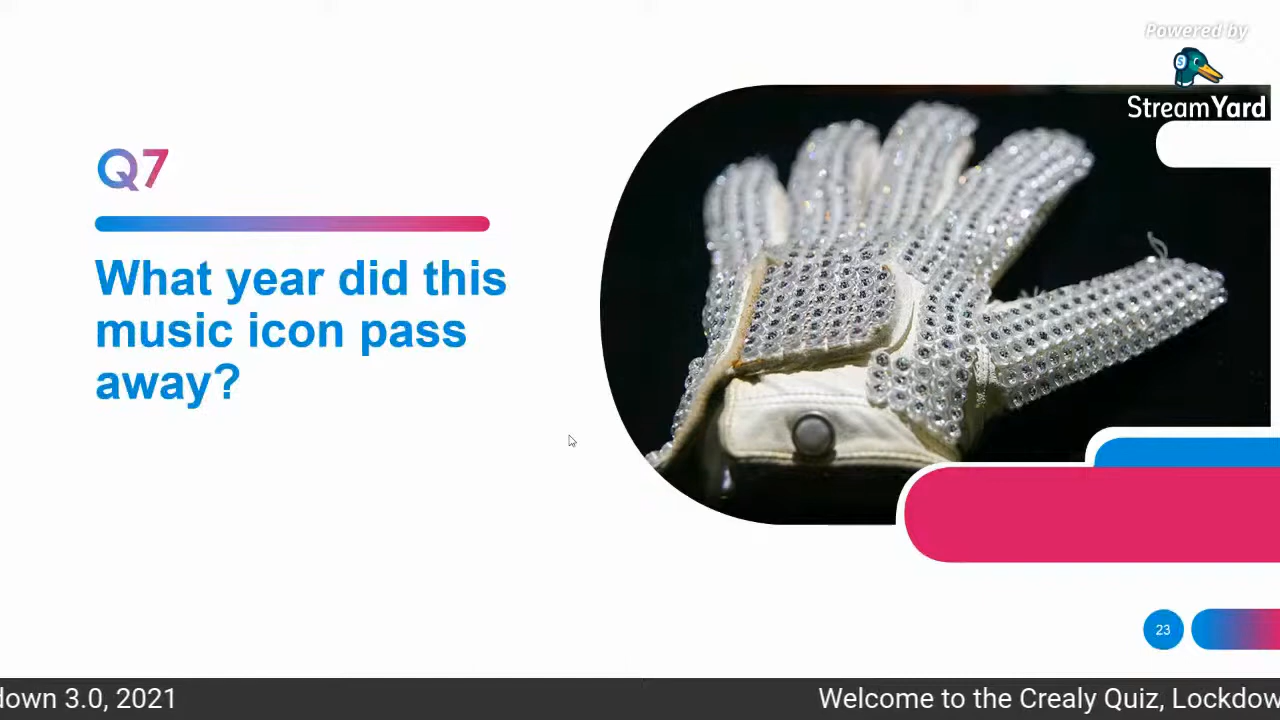 Powered by
StreamYard
Q7
What year did this
music icon pass
away?
23
down 3.0, 2021
Welcome to the Crealy Quiz, Lockdow